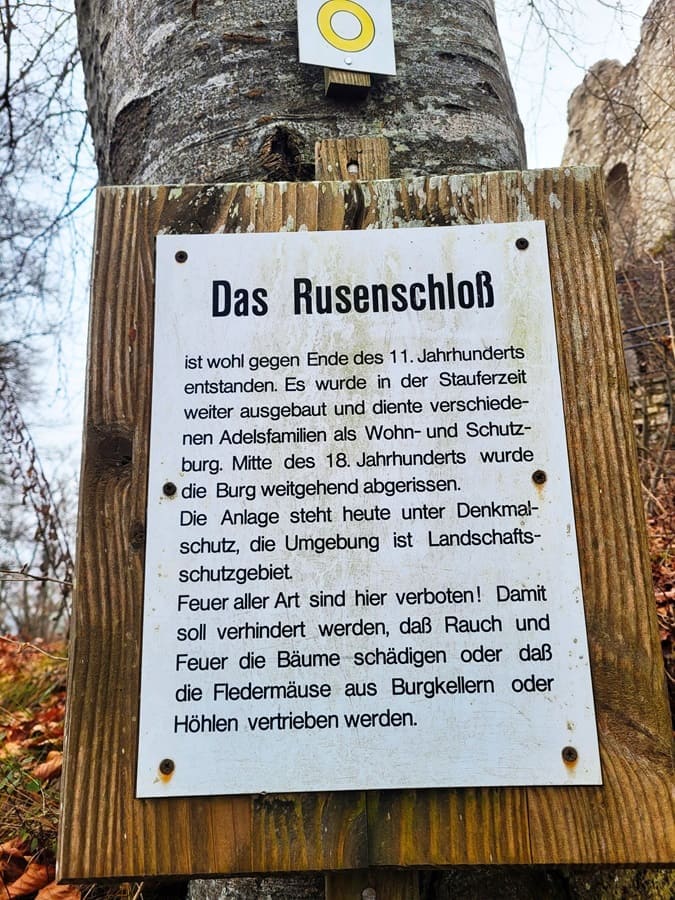 Das Rusenschloß
ist wohl gegen Ende des 11. Jahrhunderts
entstanden. Es wurde in der Stauferzeit
weiter ausgebaut und diente verschiede-
nen Adelsfamilien als Wohn- und Schutz-
burg. Mitte des 18. Jahrhunderts wurde
die Burg weitgehend abgerissen.
Die Anlage steht heute unter Denkmal-
schutz, die Umgebung ist Landschafts-
schutzgebiet.
Feuer aller Art sind hier verboten! Damit
soll verhindert werden, daß Rauch und
Feuer die Bäume schädigen oder daß
die Fledermäuse aus Burgkellern oder
Höhlen vertrieben werden.